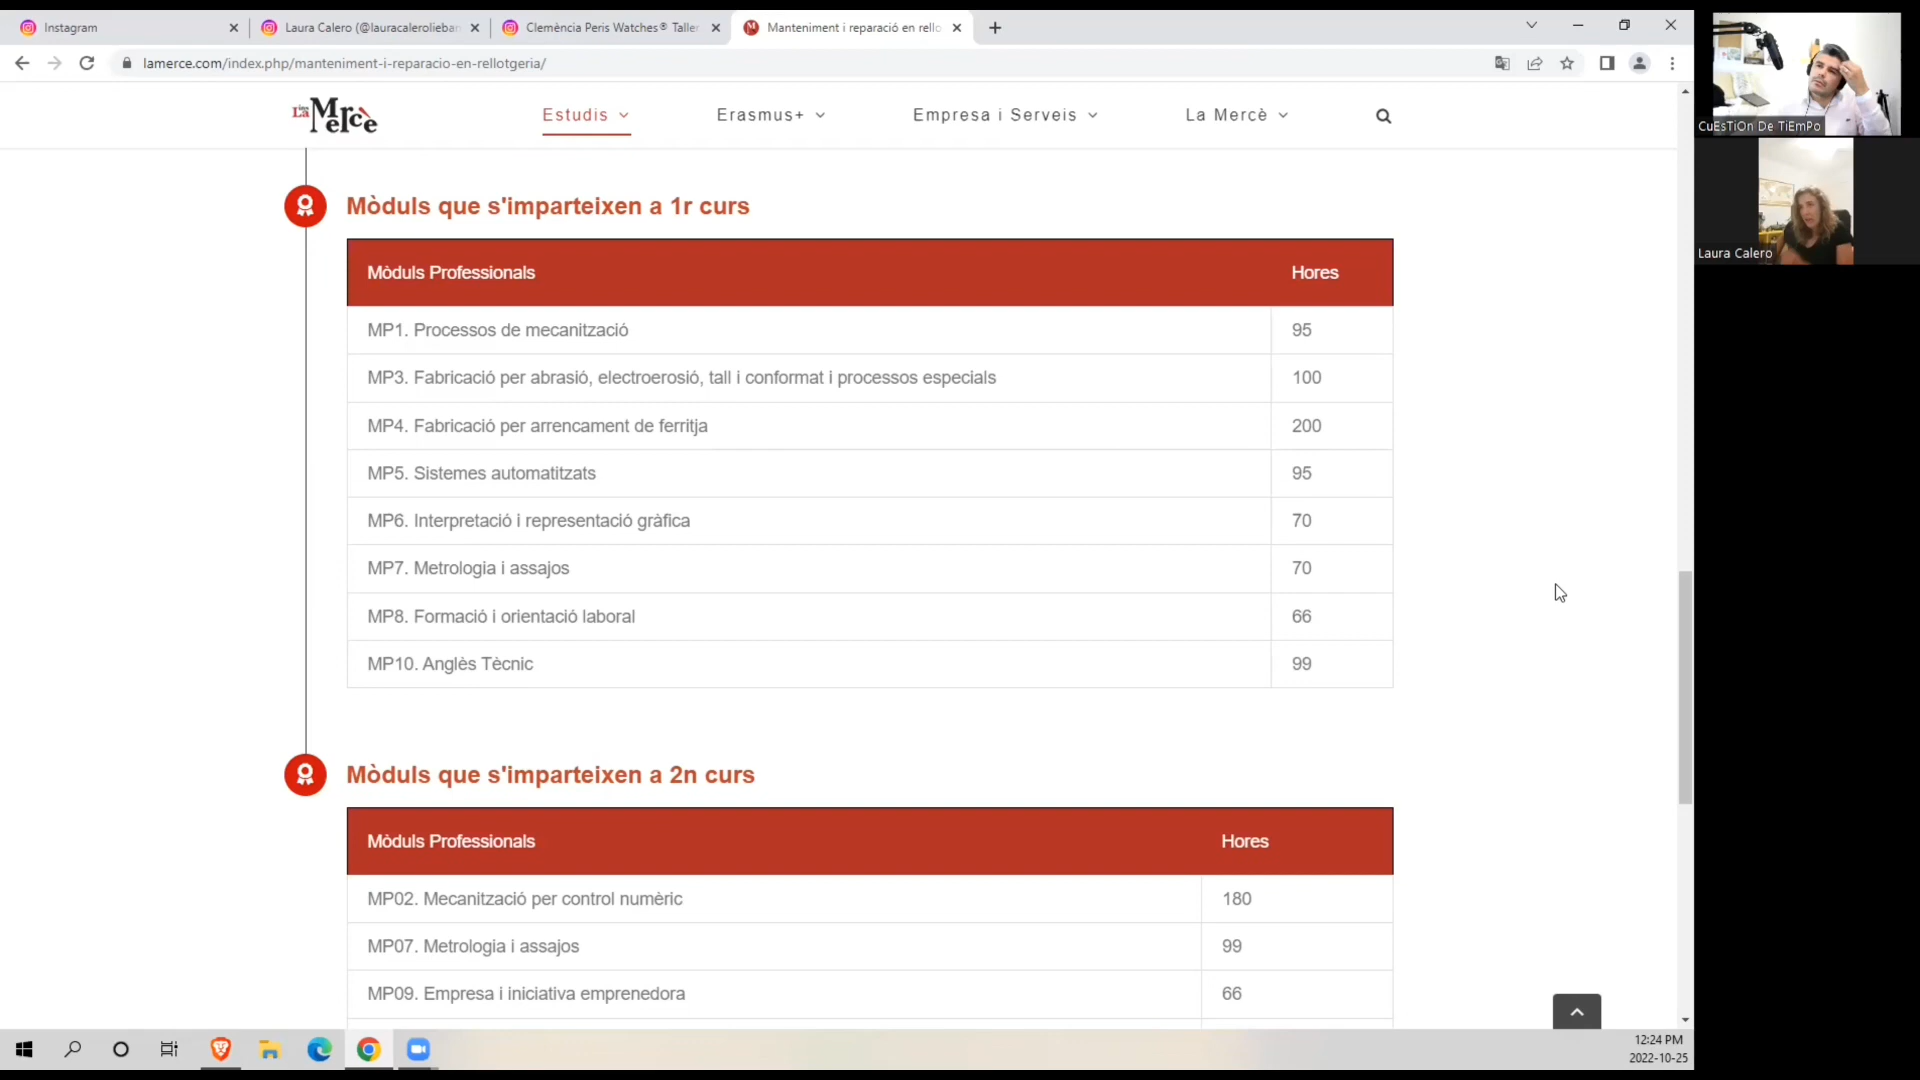 Instagram
Laura Calero (@lauracaleroliebar
Clemència Peris Watches® Taller
Manteniment i reparació en rello
lamerce.com/index.php/manteniment-i-reparacio-en-rellotgeria/
La Mercè
Estudis
Erasmus+
Empresa i Serveis
La Mercè
Mòduls que s'imparteixen a 1r curs
Mòduls Professionals Hores
MP1. Processos de mecanització 95
MP3. Fabricació per abrasió, electroerosió, tall i conformat i processos especials 100
MP4. Fabricació per arrencament de ferritja 200
MP5. Sistemes automatitzats 95
MP6. Interpretació i representació gràfica 70
MP7. Metrologia i assajos 70
MP8. Formació i orientació laboral 66
MP10. Anglès Tècnic 99
Mòduls que s'imparteixen a 2n curs
Mòduls Professionals Hores
MP02. Mecanització per control numèric 180
MP07. Metrologia i assajos 99
MP09. Empresa i iniciativa emprenedora 66
12:24 PM
2022-10-25
CuEsTiOn De TiEmPo
Laura Calero